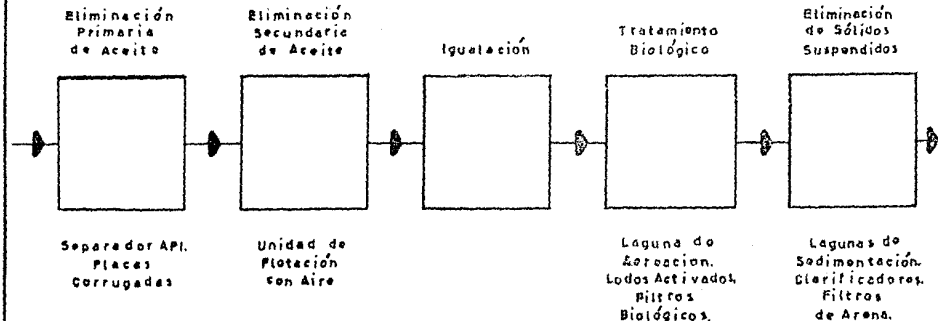 Eliminación
Primaria
de Aceite
Eliminación
Secundaria
de Aceite
Igualación
Tratamiento
Biológico
Eliminación
de Sólidos
Suspendidos
Separador API.
Placas
Corrugadas
Unidad de
Flotación
con Aire
Laguna de
Aereacion.
Lodos Activados.
Filtros
Biológicos.
Lagunas de
Sedimentación.
Clarificadores.
Filtros
de Arena.